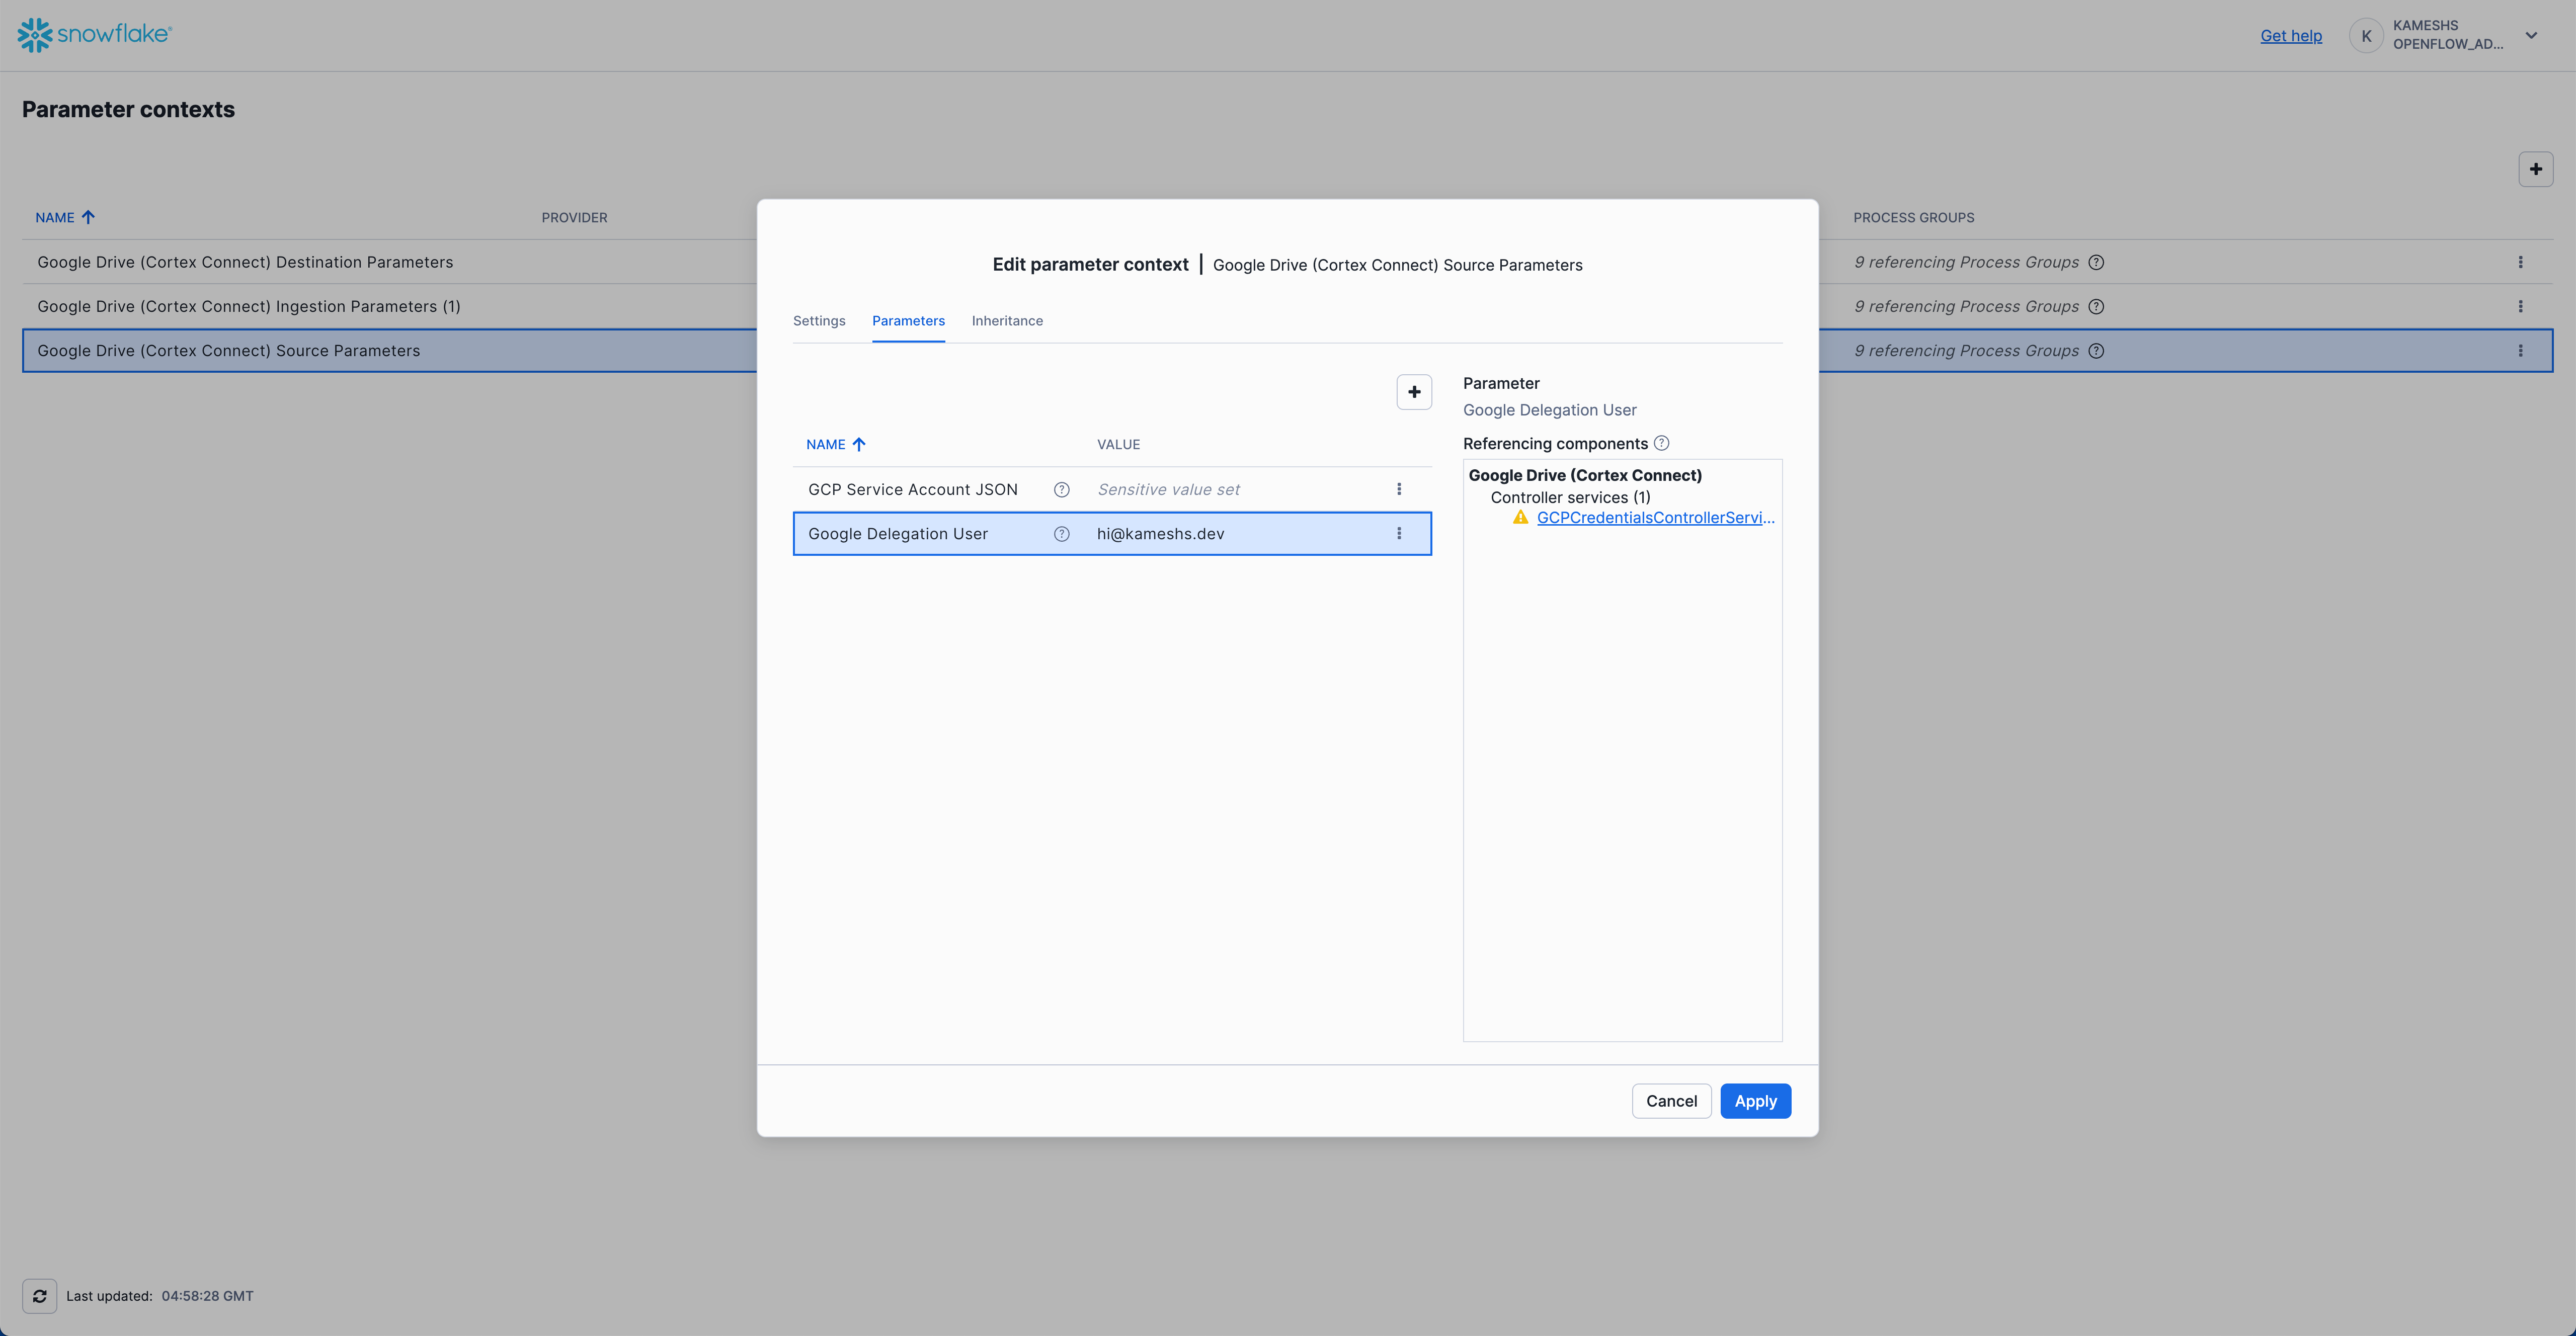 snowflake®
Get help
K
KAMESHS
OPENFLOW_AD...
Parameter contexts
NAME PROVIDER PROCESS GROUPS
Google Drive (Cortex Connect) Destination Parameters 9 referencing Process Groups
Google Drive (Cortex Connect) Ingestion Parameters (1) 9 referencing Process Groups
Google Drive (Cortex Connect) Source Parameters 9 referencing Process Groups
Edit parameter context | Google Drive (Cortex Connect) Source Parameters
Settings Parameters Inheritance
NAME VALUE
GCP Service Account JSON Sensitive value set
Google Delegation User hi@kameshs.dev
Parameter
Google Delegation User
Referencing components
Google Drive (Cortex Connect)
Controller services (1)
GCPCredentialsControllerServi...
Cancel Apply
Last updated: 04:58:28 GMT